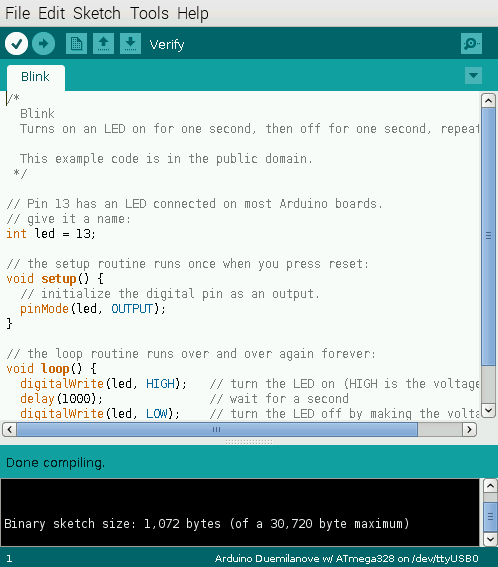 File Edit Sketch Tools Help
Verify
Blink
/*
  Blink
  Turns on an LED on for one second, then off for one second, repeat
  This example code is in the public domain.
 */
// Pin 13 has an LED connected on most Arduino boards.
// give it a name:
int led = 13;
// the setup routine runs once when you press reset:
void setup() {
  // initialize the digital pin as an output.
  pinMode(led, OUTPUT);
}
// the loop routine runs over and over again forever:
void loop() {
  digitalWrite(led, HIGH);   // turn the LED on (HIGH is the voltage
  delay(1000);               // wait for a second
  digitalWrite(led, LOW);    // turn the LED off by making the volta
Done compiling.
Binary sketch size: 1,072 bytes (of a 30,720 byte maximum)
1
Arduino Duemilanove w/ ATmega328 on /dev/ttyUSB0